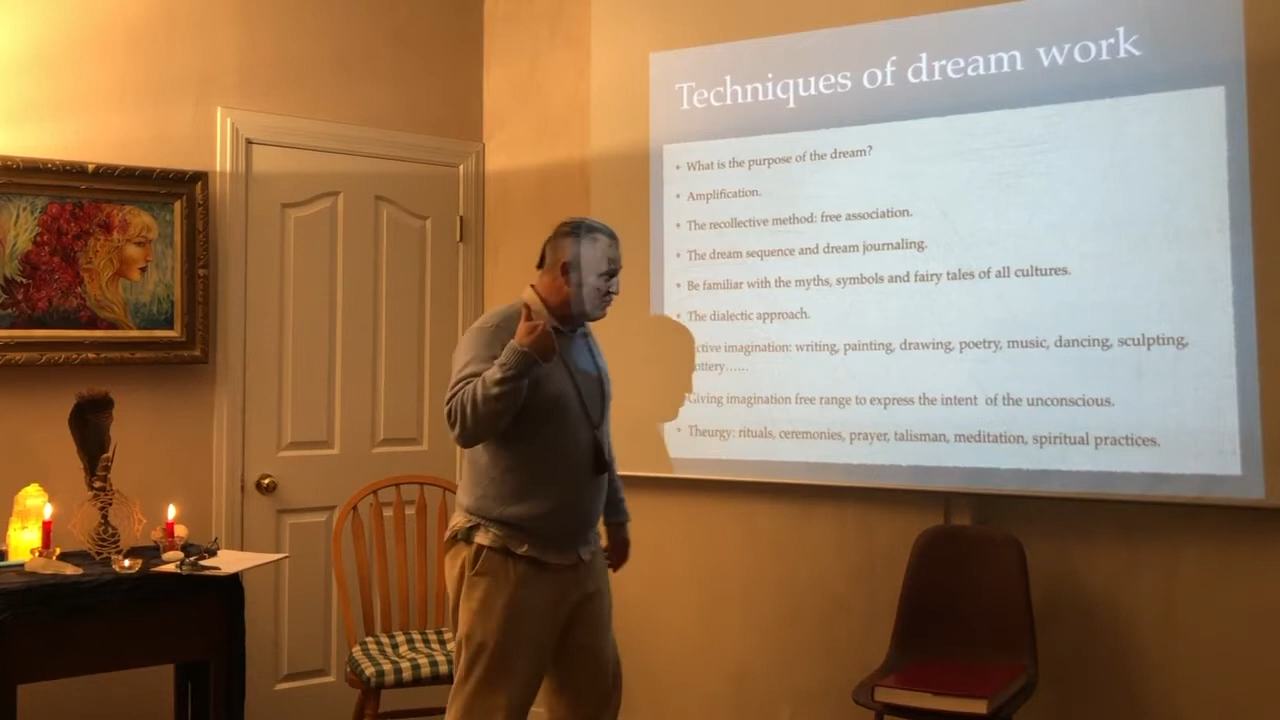 Techniques of dream work
What is the purpose of the dream?
Amplification.
The recollective method: free association.
The dream sequence and dream journaling.
Be familiar with the myths, symbols and fairy tales of all cultures.
The dialectic approach.
ctive imagination: writing, painting, drawing, poetry, music, dancing, sculpting,
ottery……
Giving imagination free range to express the intent of the unconscious.
Theurgy: rituals, ceremonies, prayer, talisman, meditation, spiritual practices.